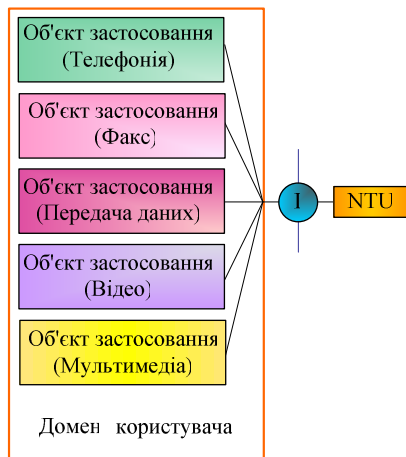 Об'єкт застосовання
(Телефонія)
Об'єкт застосовання
(Факс)
Об'єкт застосовання
(Передача даних)
Об'єкт застосовання
(Відео)
Об'єкт застосовання
(Мультимедіа)
Домен користувача
I
NTU